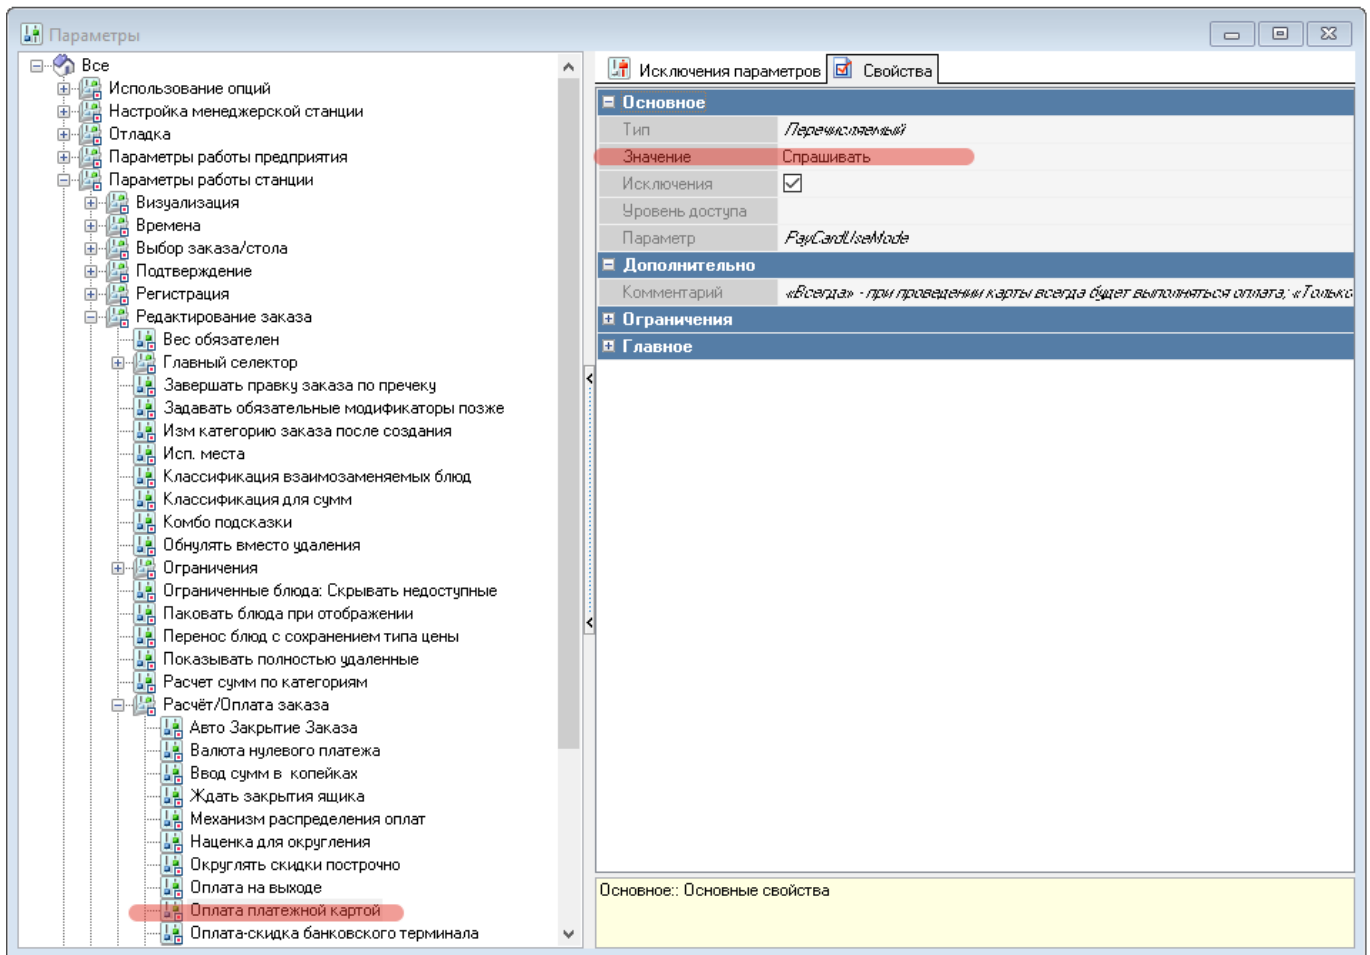 Параметры
Все
Использование опций
Настройка менеджерской станции
Отладка
Параметры работы предприятия
Параметры работы станции
Визуализация
Времена
Выбор заказа/стола
Подтверждение
Регистрация
Редактирование заказа
Вес обязателен
Главный селектор
Завершать правку заказа по пречеку
Задавать обязательные модификаторы позже
Изм категорию заказа после создания
Исп. места
Классификация взаимозаменяемых блюд
Классификация для сумм
Комбо подсказки
Обнулять вместо удаления
Ограничения
Ограниченные блюда: Скрывать недоступные
Паковать блюда при отображении
Перенос блюд с сохранением типа цены
Показывать полностью удаленные
Расчет сумм по категориям
Расчёт/Оплата заказа
Авто Закрытие Заказа
Валюта нулевого платежа
Ввод сумм в копейках
Ждать закрытия ящика
Механизм распределения оплат
Наценка для округления
Округлять скидки построчно
Оплата на выходе
Оплата платежной картой
Оплата-скидка банковского терминала
Исключения параметров Свойства
Основное
Тип Перечисляемый
Значение Спрашивать
Исключения
Уровень доступа
Параметр PayCardUseMode
Дополнительно
Комментарий «Всегда» - при проведении карты всегда будет выполняться оплата; «Только
Ограничения
Главное
Основное:: Основные свойства